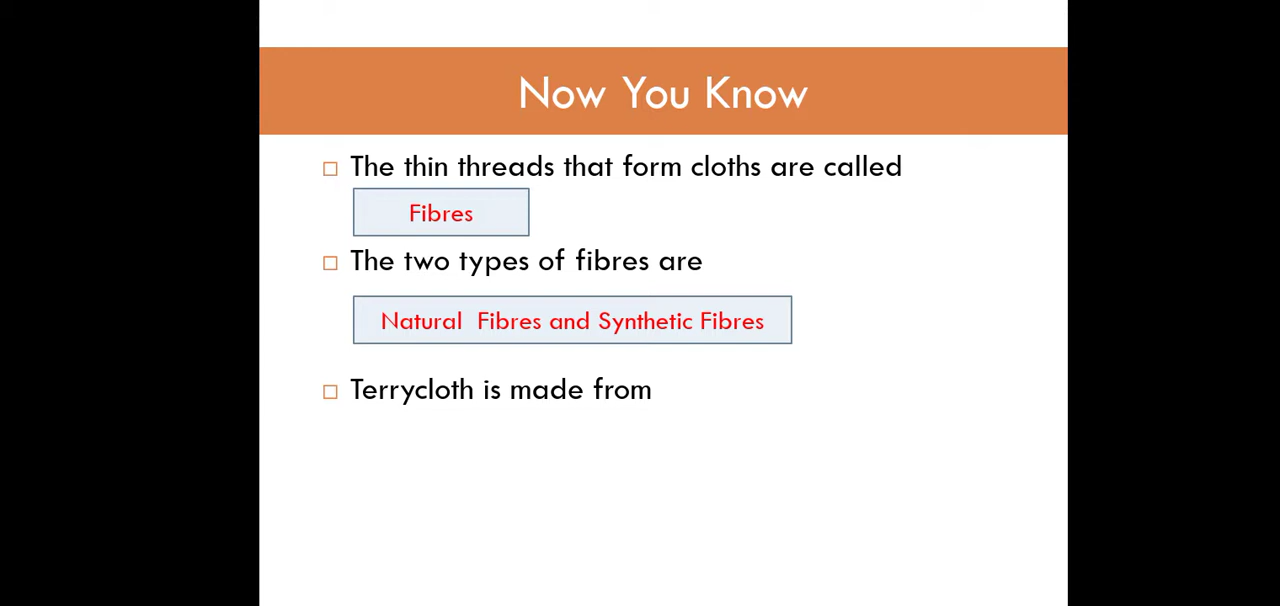 Now You Know
The thin threads that form cloths are called
Fibres
The two types of fibres are
Natural  Fibres and Synthetic Fibres
Terrycloth is made from